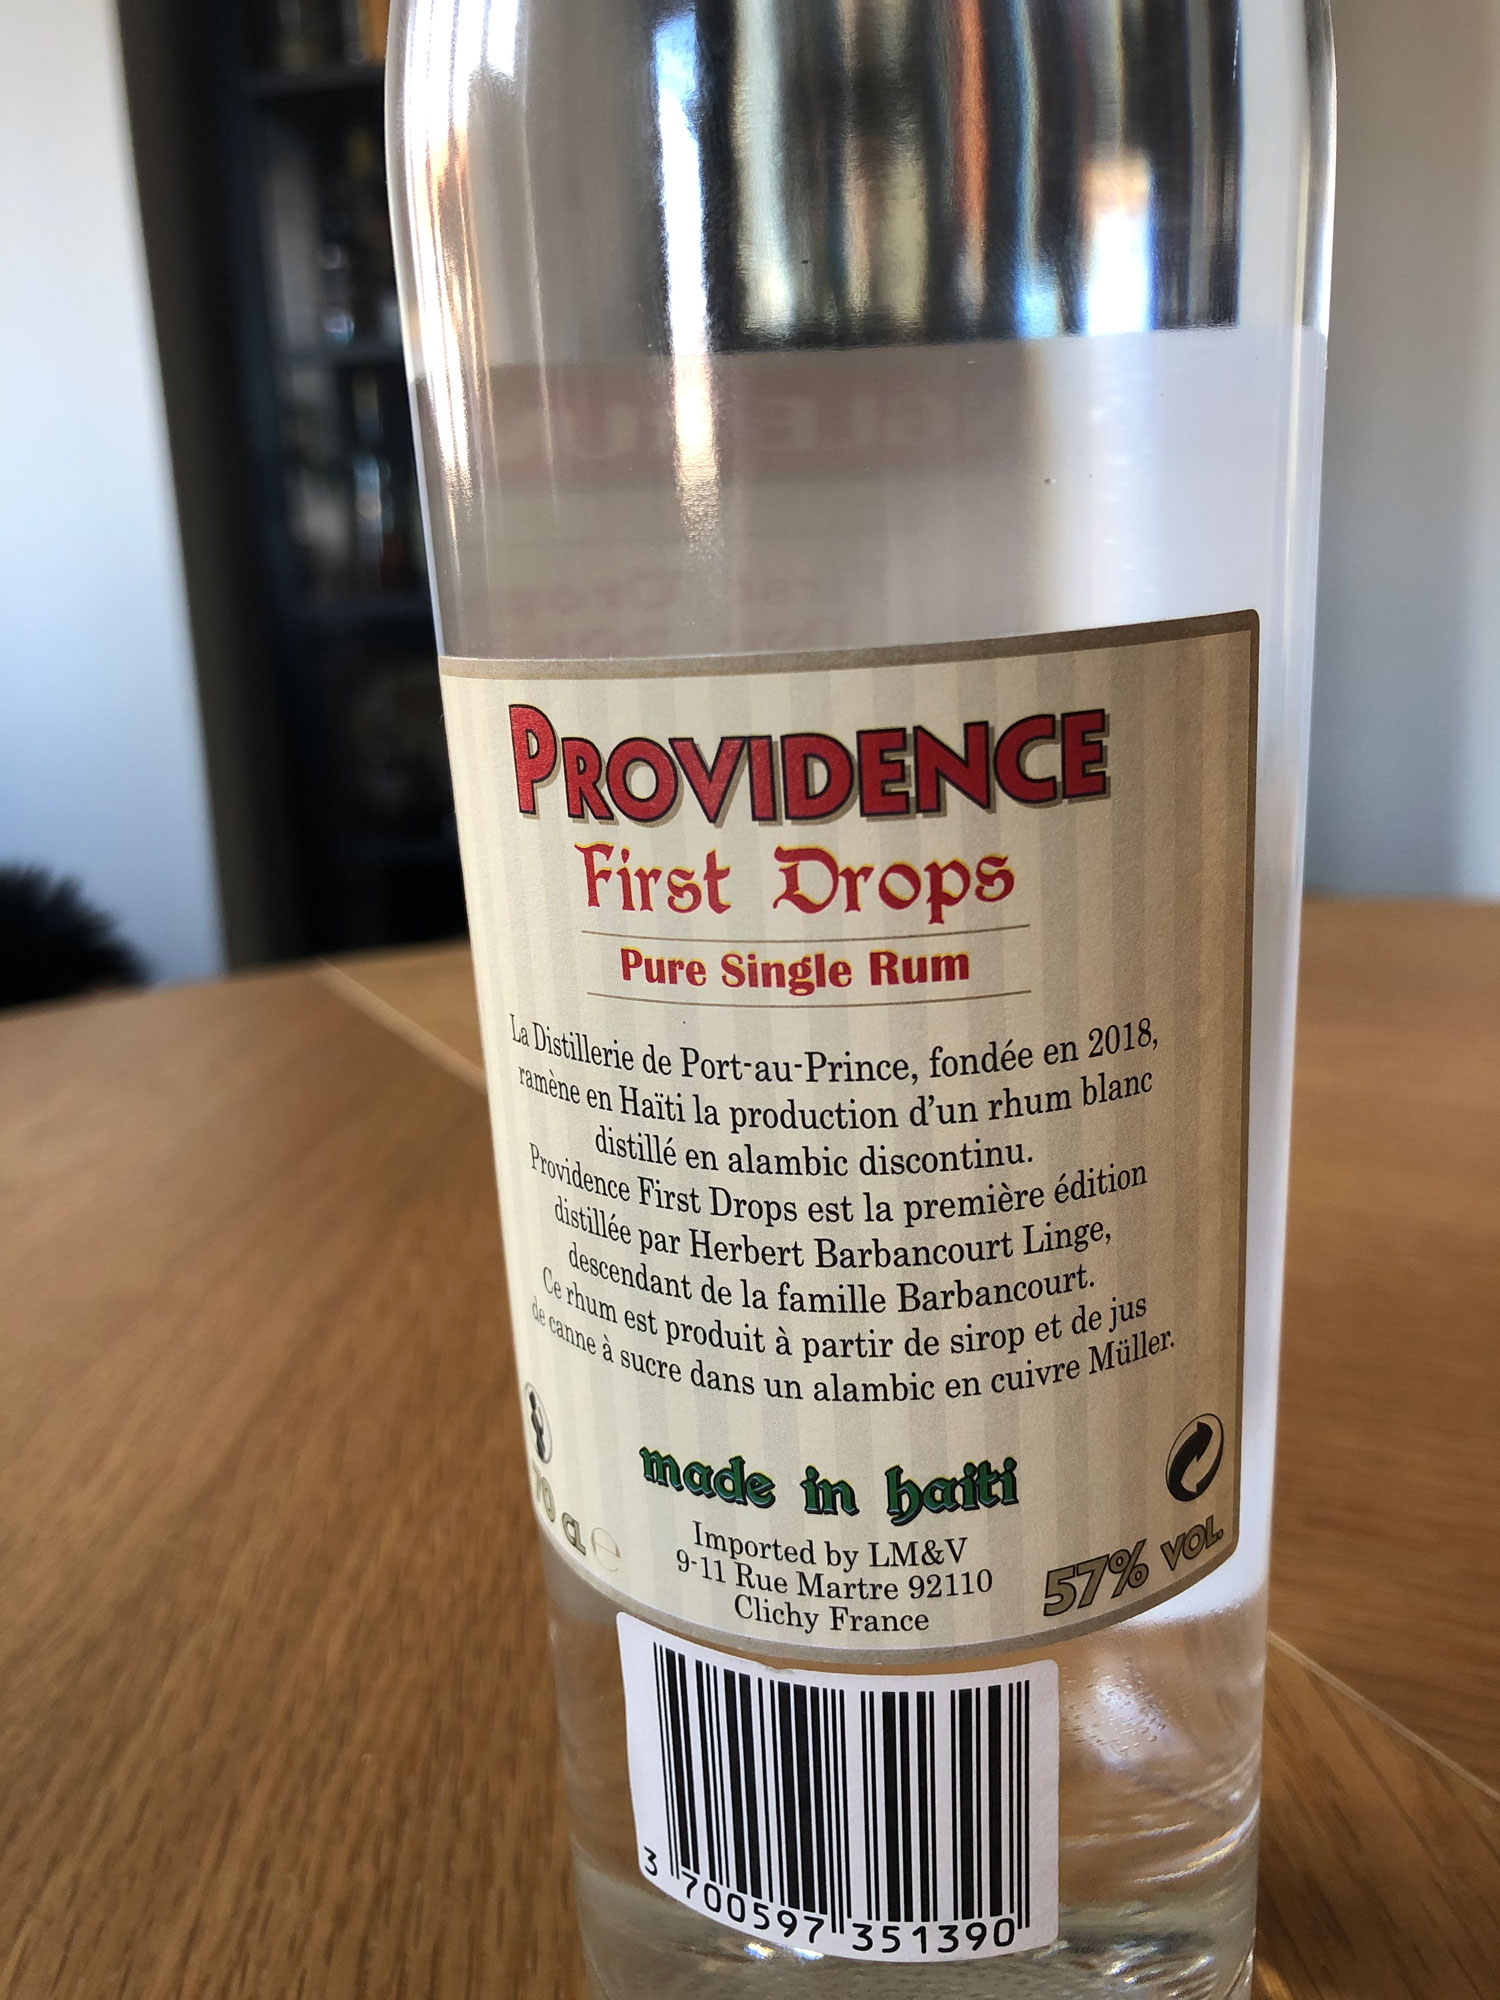 PROVIDENCE
First Drops
Pure Single Rum
La Distillerie de Port-au-Prince, fondée en 2018,
ramène en Haïti la production d'un rhum blanc
distillé en alambic discontinu.
Providence First Drops est la première édition
distillée par Herbert Barbancourt Linge,
descendant de la famille Barbancourt.
Ce rhum est produit à partir de sirop et de jus
de canne à sucre dans un alambic en cuivre Müller.
made in haiti
70 CL e
Imported by LM&V
9-11 Rue Martre 92110
Clichy France
57% VOL.
3 700597 351390